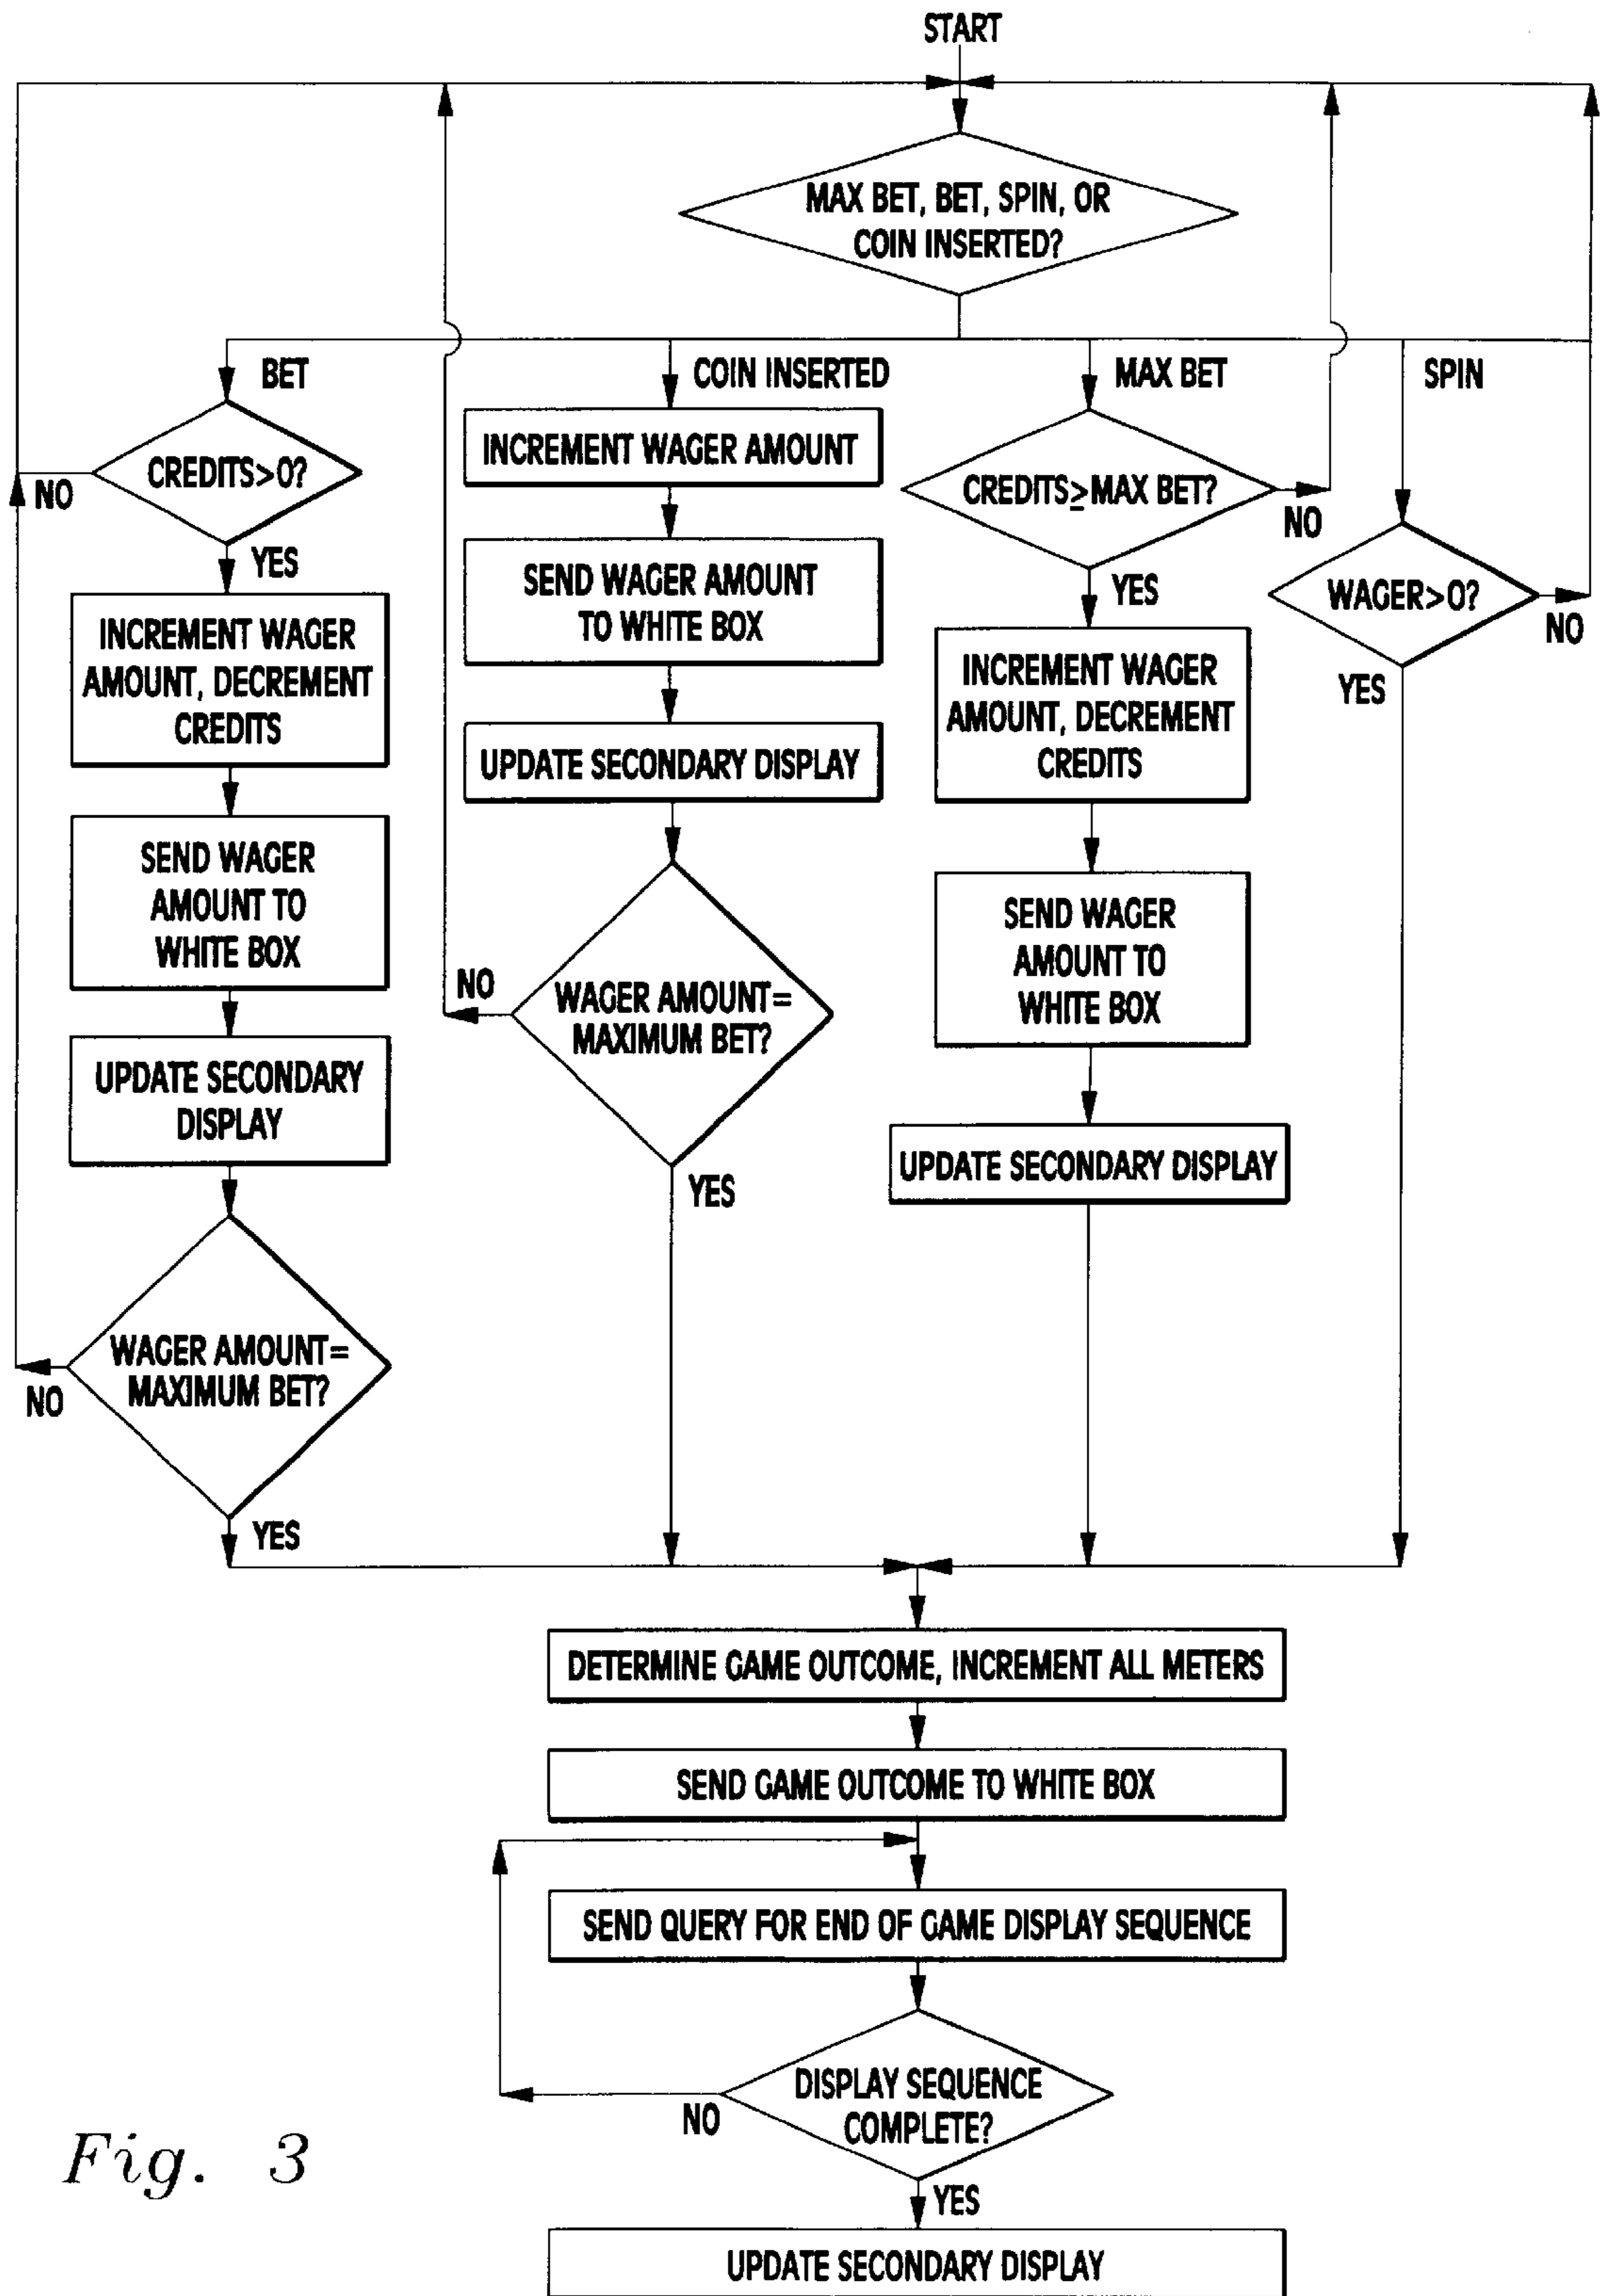 START
MAX BET, BET, SPIN, OR
COIN INSERTED?
BET
CREDITS>0?
NO
YES
INCREMENT WAGER
AMOUNT, DECREMENT
CREDITS
SEND WAGER
AMOUNT TO
WHITE BOX
UPDATE SECONDARY
DISPLAY
WAGER AMOUNT=
MAXIMUM BET?
NO
YES
COIN INSERTED
INCREMENT WAGER AMOUNT
SEND WAGER AMOUNT
TO WHITE BOX
UPDATE SECONDARY DISPLAY
WAGER AMOUNT=
MAXIMUM BET?
NO
YES
MAX BET
CREDITS≥MAX BET?
NO
YES
INCREMENT WAGER
AMOUNT, DECREMENT
CREDITS
SEND WAGER
AMOUNT TO
WHITE BOX
UPDATE SECONDARY DISPLAY
SPIN
WAGER>0?
NO
YES
DETERMINE GAME OUTCOME, INCREMENT ALL METERS
SEND GAME OUTCOME TO WHITE BOX
SEND QUERY FOR END OF GAME DISPLAY SEQUENCE
DISPLAY SEQUENCE
COMPLETE?
NO
YES
UPDATE SECONDARY DISPLAY
Fig. 3